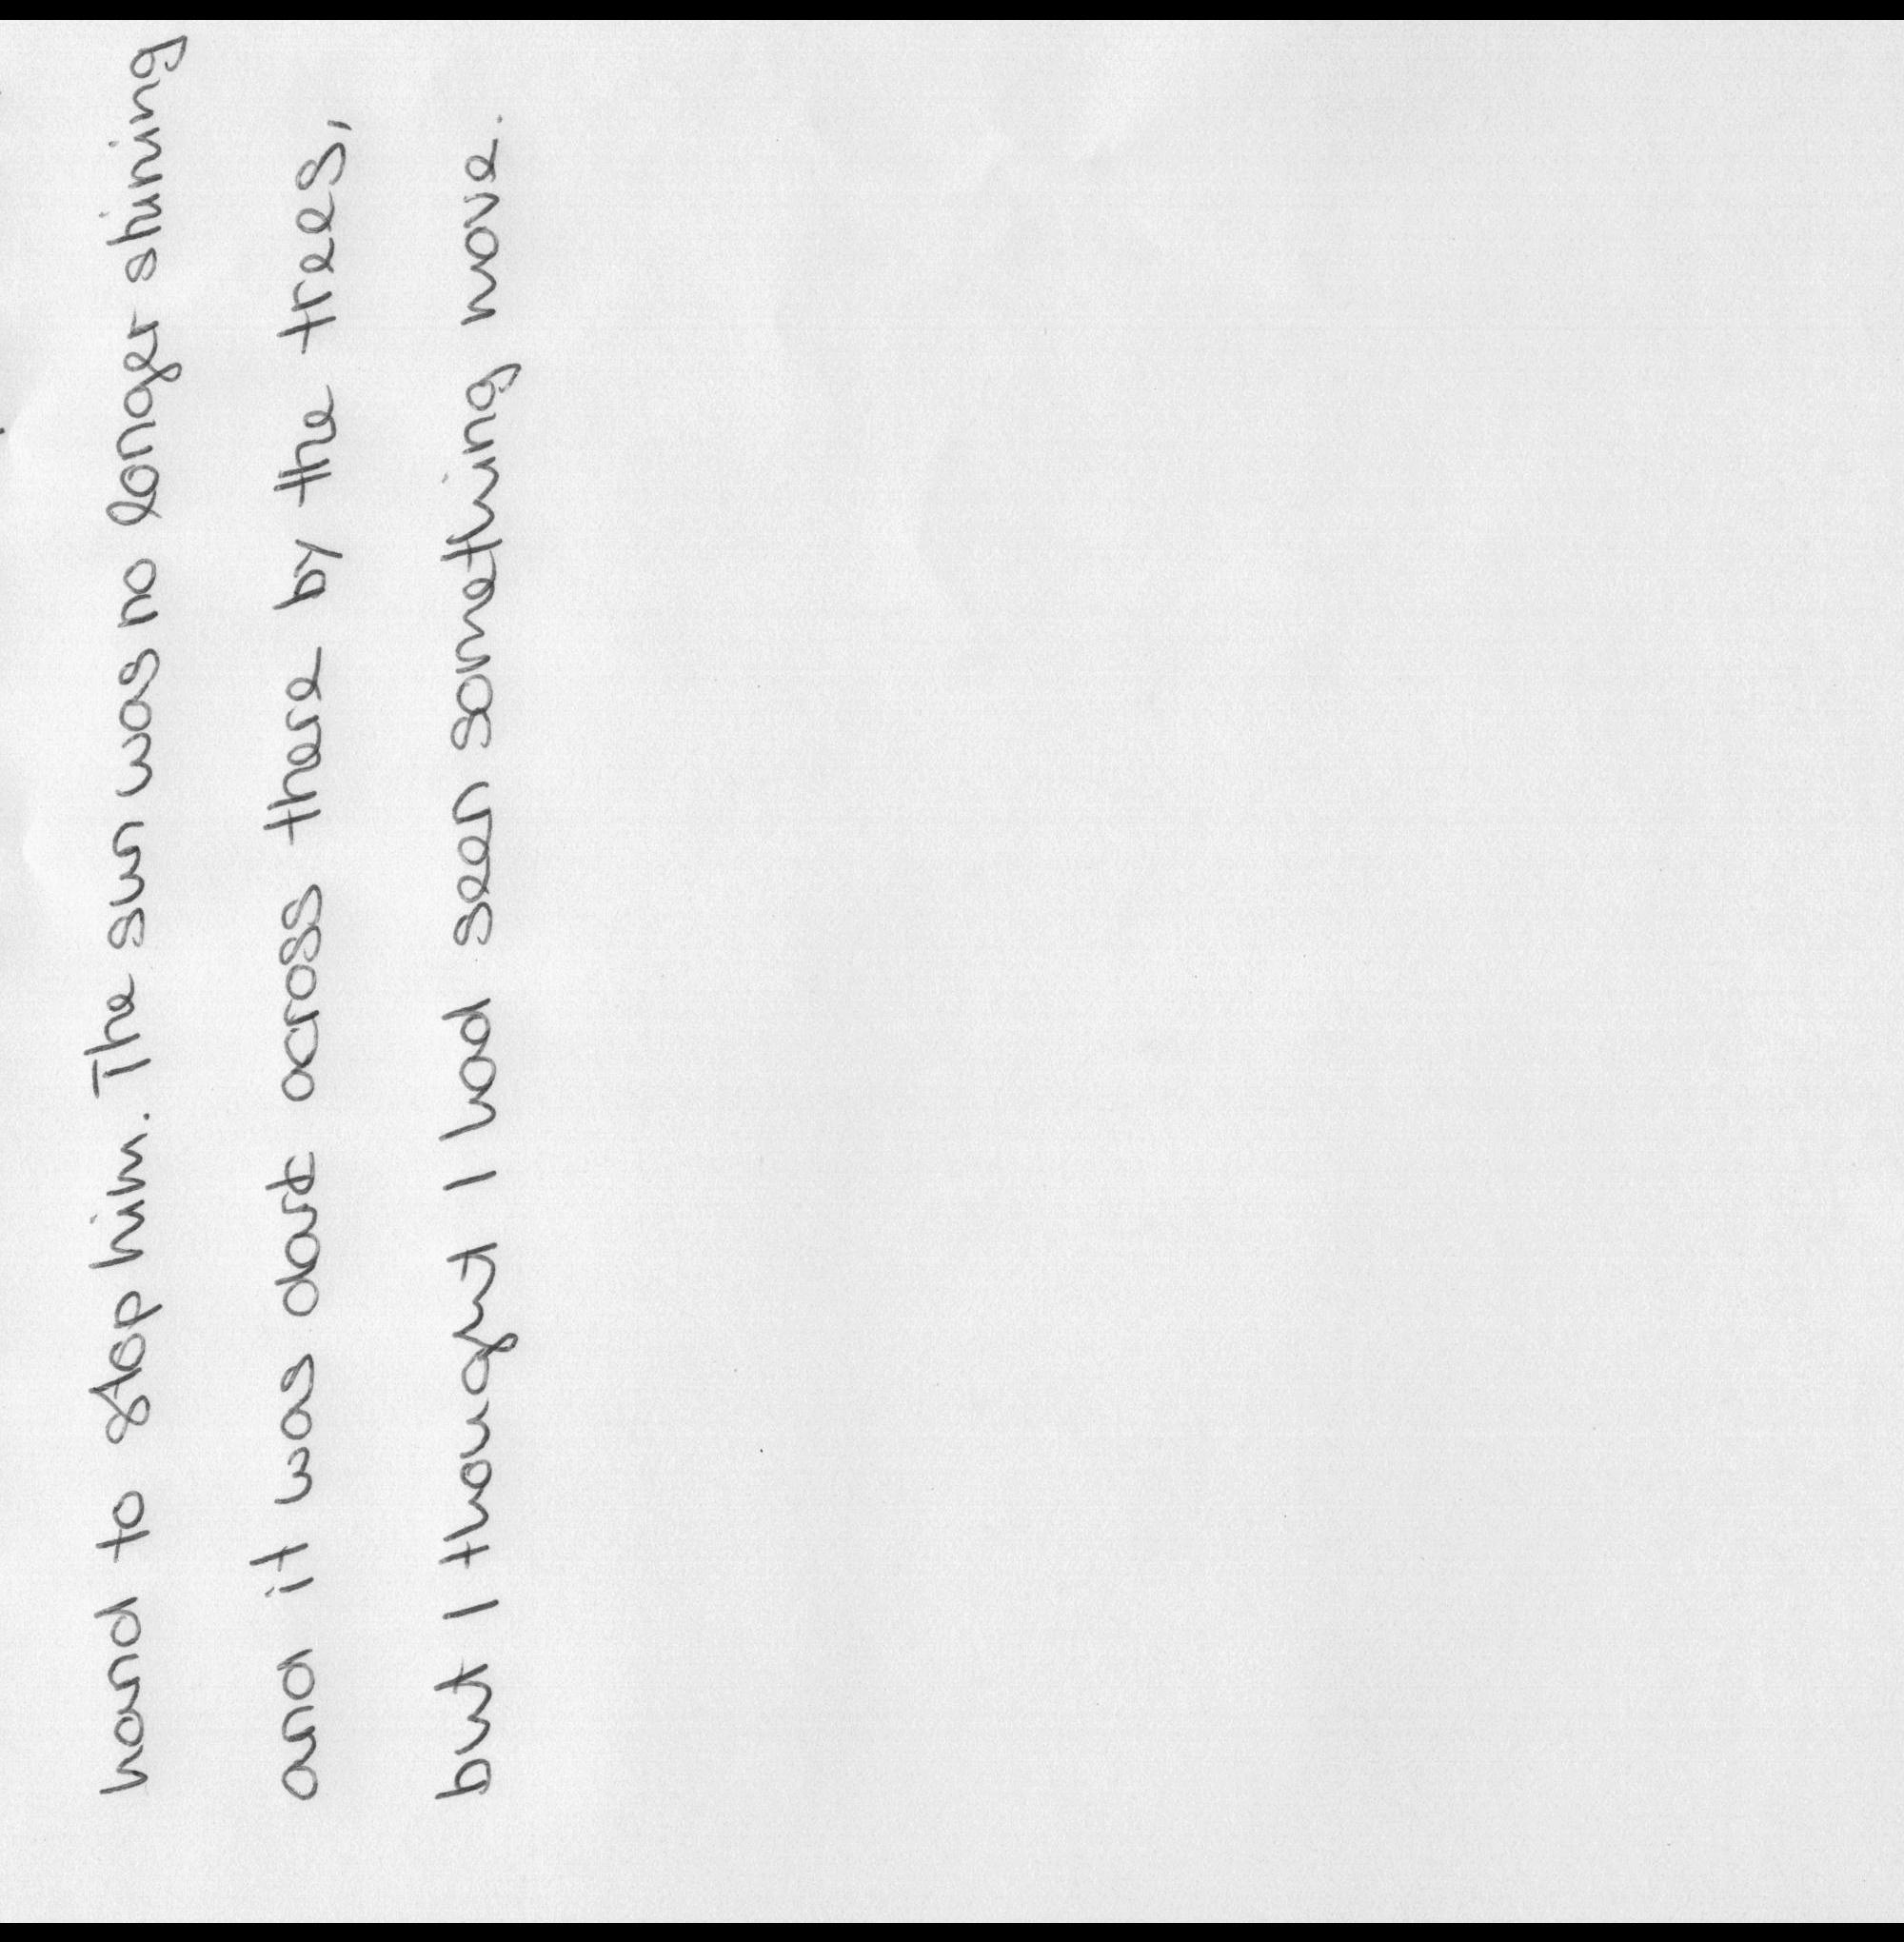 hand to stop him. The sun was no longer shining
and it was dark across there by the trees,
but I thought I had seen something move.